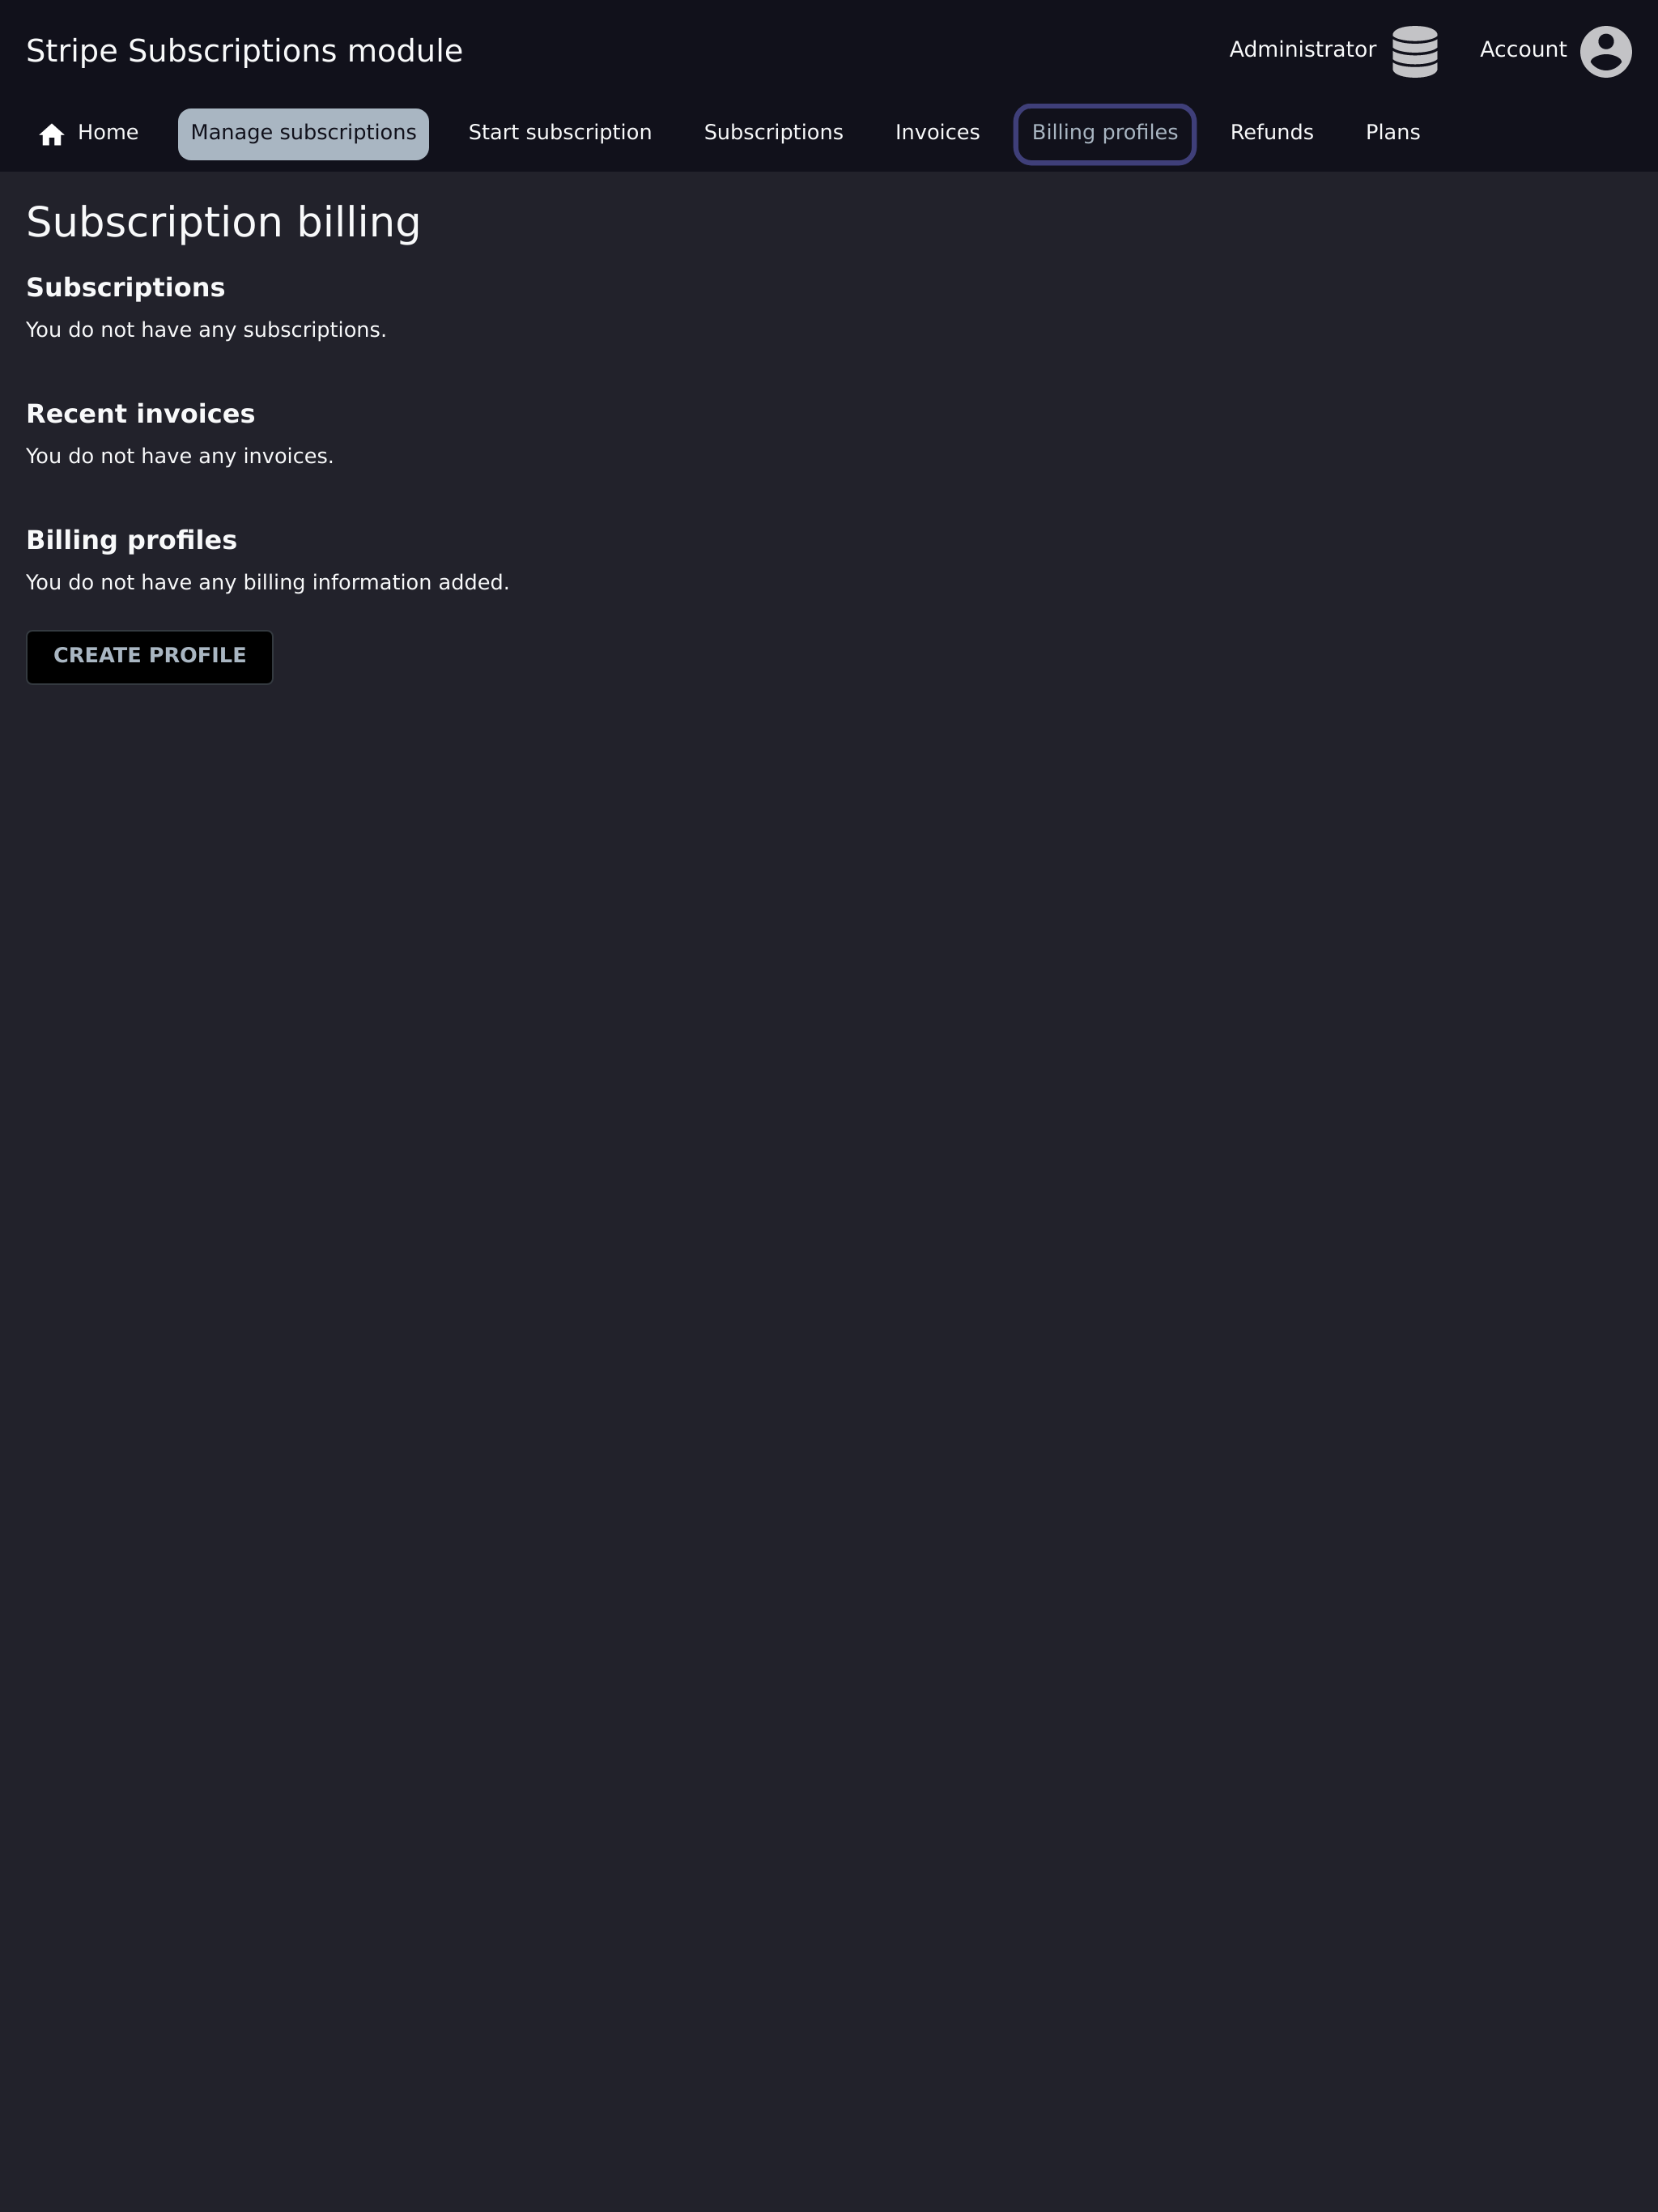 Stripe Subscriptions module
Administrator
Account
Home
Manage subscriptions
Start subscription
Subscriptions
Invoices
Billing profiles
Refunds
Plans
Subscription billing
Subscriptions
You do not have any subscriptions.
Recent invoices
You do not have any invoices.
Billing profiles
You do not have any billing information added.
CREATE PROFILE